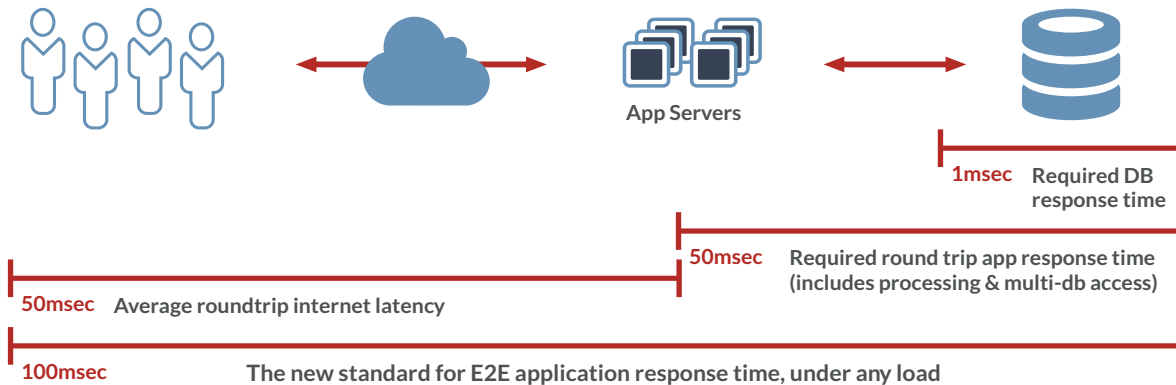 App Servers
1msec Required DB
response time
50msec Required round trip app response time
(includes processing & multi-db access)
50msec Average roundtrip internet latency
100msec The new standard for E2E application response time, under any load